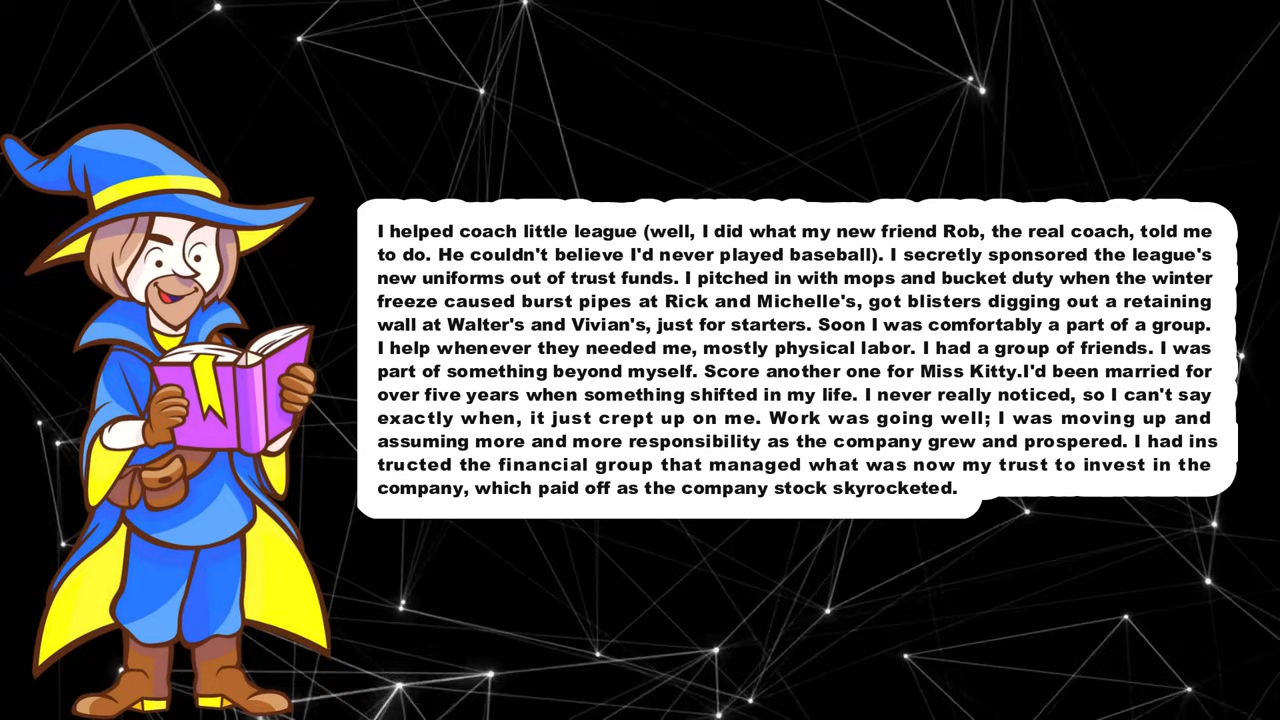 I helped coach little league (well, I did what my new friend Rob, the real coach, told me
to do. He couldn't believe I'd never played baseball). I secretly sponsored the league's
new uniforms out of trust funds. I pitched in with mops and bucket duty when the winter
freeze caused burst pipes at Rick and Michelle's, got blisters digging out a retaining
wall at Walter's and Vivian's, just for starters. Soon I was comfortably a part of a group.
I help whenever they needed me, mostly physical labor. I had a group of friends. I was
part of something beyond myself. Score another one for Miss Kitty.I'd been married for
over five years when something shifted in my life. I never really noticed, so I can't say
exactly when, it just crept up on me. Work was going well; I was moving up and
assuming more and more responsibility as the company grew and prospered. I had ins
tructed the financial group that managed what was now my trust to invest in the
company, which paid off as the company stock skyrocketed.